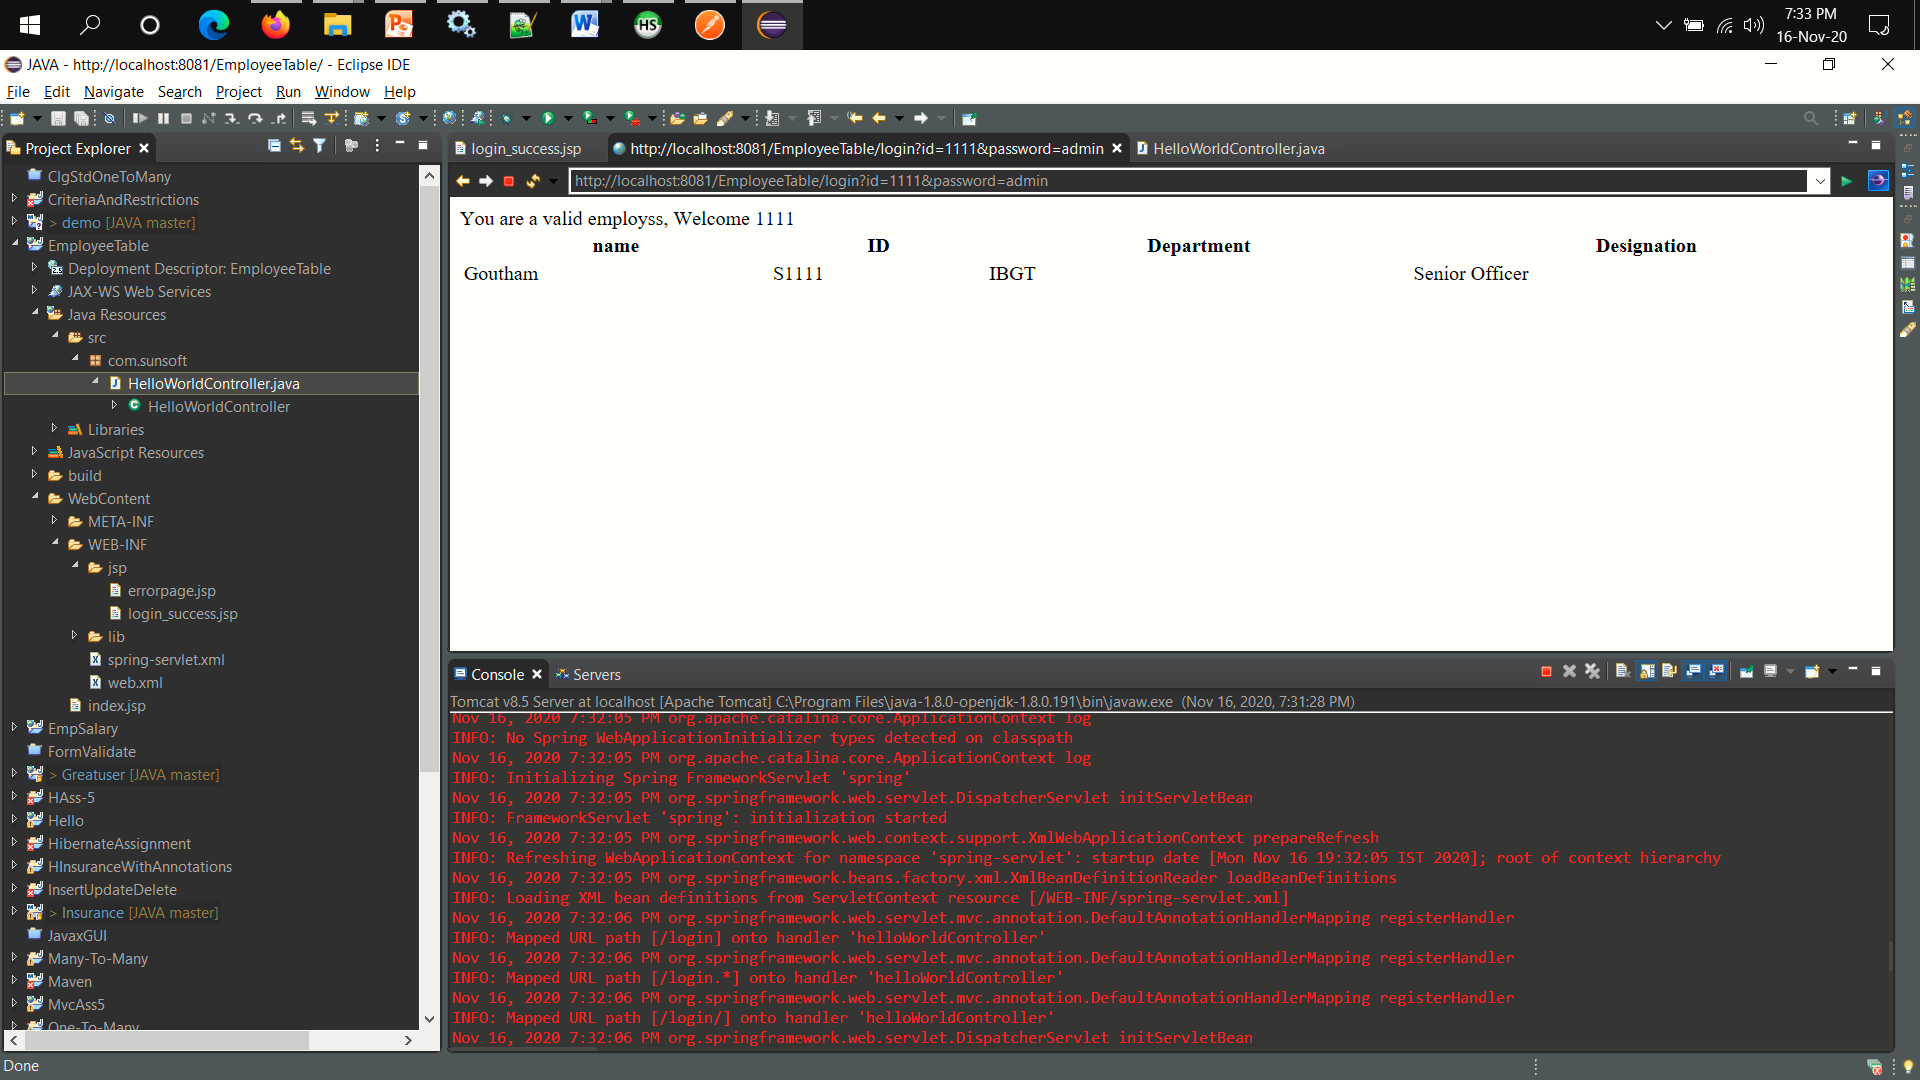 7:33 PM
16-Nov-20
JAVA - http://localhost:8081/EmployeeTable/ - Eclipse IDE
File Edit Navigate Search Project Run Window Help
Project Explorer
ClgStdOneToMany
CriteriaAndRestrictions
> demo [JAVA master]
EmployeeTable
Deployment Descriptor: EmployeeTable
JAX-WS Web Services
Java Resources
src
com.sunsoft
HelloWorldController.java
HelloWorldController
Libraries
JavaScript Resources
build
WebContent
META-INF
WEB-INF
jsp
errorpage.jsp
login_success.jsp
lib
spring-servlet.xml
web.xml
index.jsp
EmpSalary
FormValidate
> Greatuser [JAVA master]
HAss-5
Hello
HibernateAssignment
HInsuranceWithAnnotations
InsertUpdateDelete
> Insurance [JAVA master]
JavaxGUI
Many-To-Many
Maven
MvcAss5
One-To-Many
login_success.jsp http://localhost:8081/EmployeeTable/login?id=1111&password=admin HelloWorldController.java
http://localhost:8081/EmployeeTable/login?id=1111&password=admin
You are a valid employss, Welcome 1111
name ID Department Designation
Goutham S1111 IBGT Senior Officer
Console Servers
Tomcat v8.5 Server at localhost [Apache Tomcat] C:\Program Files\java-1.8.0-openjdk-1.8.0.191\bin\javaw.exe (Nov 16, 2020, 7:31:28 PM)
Nov 16, 2020 7:32:05 PM org.apache.catalina.core.ApplicationContext log
INFO: No Spring WebApplicationInitializer types detected on classpath
Nov 16, 2020 7:32:05 PM org.apache.catalina.core.ApplicationContext log
INFO: Initializing Spring FrameworkServlet 'spring'
Nov 16, 2020 7:32:05 PM org.springframework.web.servlet.DispatcherServlet initServletBean
INFO: FrameworkServlet 'spring': initialization started
Nov 16, 2020 7:32:05 PM org.springframework.web.context.support.XmlWebApplicationContext prepareRefresh
INFO: Refreshing WebApplicationContext for namespace 'spring-servlet': startup date [Mon Nov 16 19:32:05 IST 2020]; root of context hierarchy
Nov 16, 2020 7:32:05 PM org.springframework.beans.factory.xml.XmlBeanDefinitionReader loadBeanDefinitions
INFO: Loading XML bean definitions from ServletContext resource [/WEB-INF/spring-servlet.xml]
Nov 16, 2020 7:32:06 PM org.springframework.web.servlet.mvc.annotation.DefaultAnnotationHandlerMapping registerHandler
INFO: Mapped URL path [/login] onto handler 'helloWorldController'
Nov 16, 2020 7:32:06 PM org.springframework.web.servlet.mvc.annotation.DefaultAnnotationHandlerMapping registerHandler
INFO: Mapped URL path [/login.*] onto handler 'helloWorldController'
Nov 16, 2020 7:32:06 PM org.springframework.web.servlet.mvc.annotation.DefaultAnnotationHandlerMapping registerHandler
INFO: Mapped URL path [/login/] onto handler 'helloWorldController'
Nov 16, 2020 7:32:06 PM org.springframework.web.servlet.DispatcherServlet initServletBean
Done